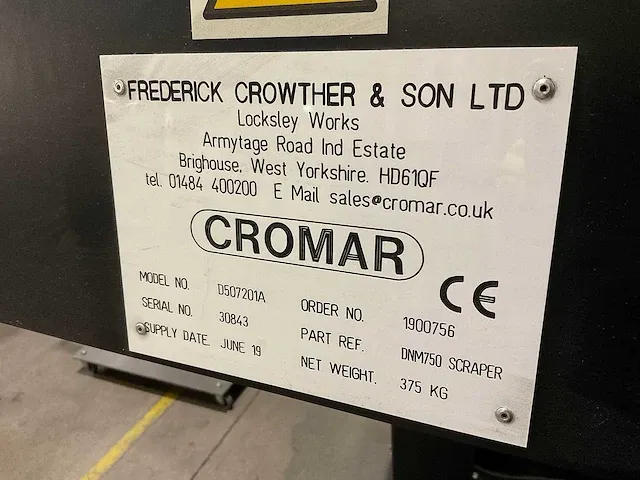 FREDERICK CROWTHER & SON LTD
Locksley Works
Armytage Road Ind Estate
Brighouse, West Yorkshire. HD61QF
tel. 01484 400200 E Mail sales@cromar.co.uk
CROMAR
CE
MODEL NO. D507201A
SERIAL NO. 30843
SUPPLY DATE. JUNE 19
ORDER NO. 1900756
PART REF. DNM750 SCRAPER
NET WEIGHT. 375 KG